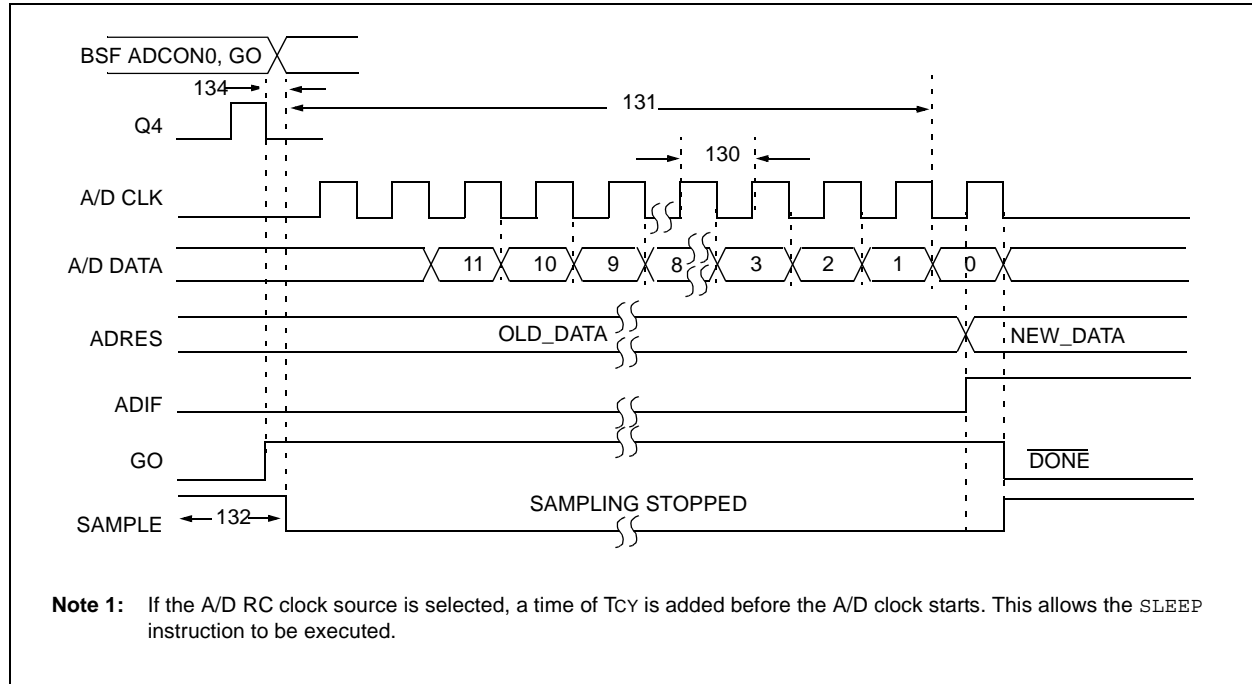 BSF ADCON0, GO
134
131
Q4
130
A/D CLK
A/D DATA 11 10 9 8 3 2 1 0
ADRES OLD_DATA NEW_DATA
ADIF
GO DONE
SAMPLE 132 SAMPLING STOPPED
Note 1: If the A/D RC clock source is selected, a time of TCY is added before the A/D clock starts. This allows the SLEEP
instruction to be executed.